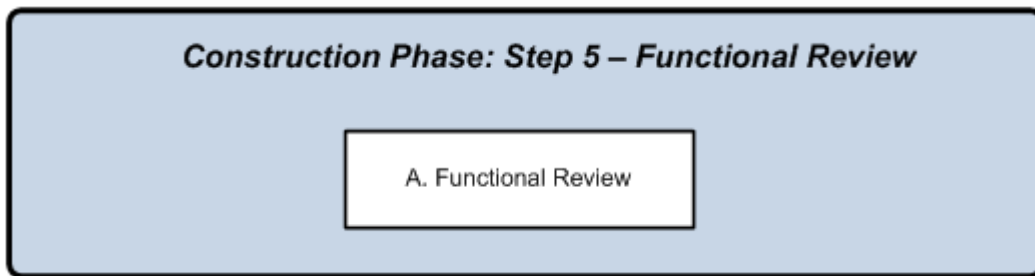 Construction Phase: Step 5 – Functional Review
A. Functional Review